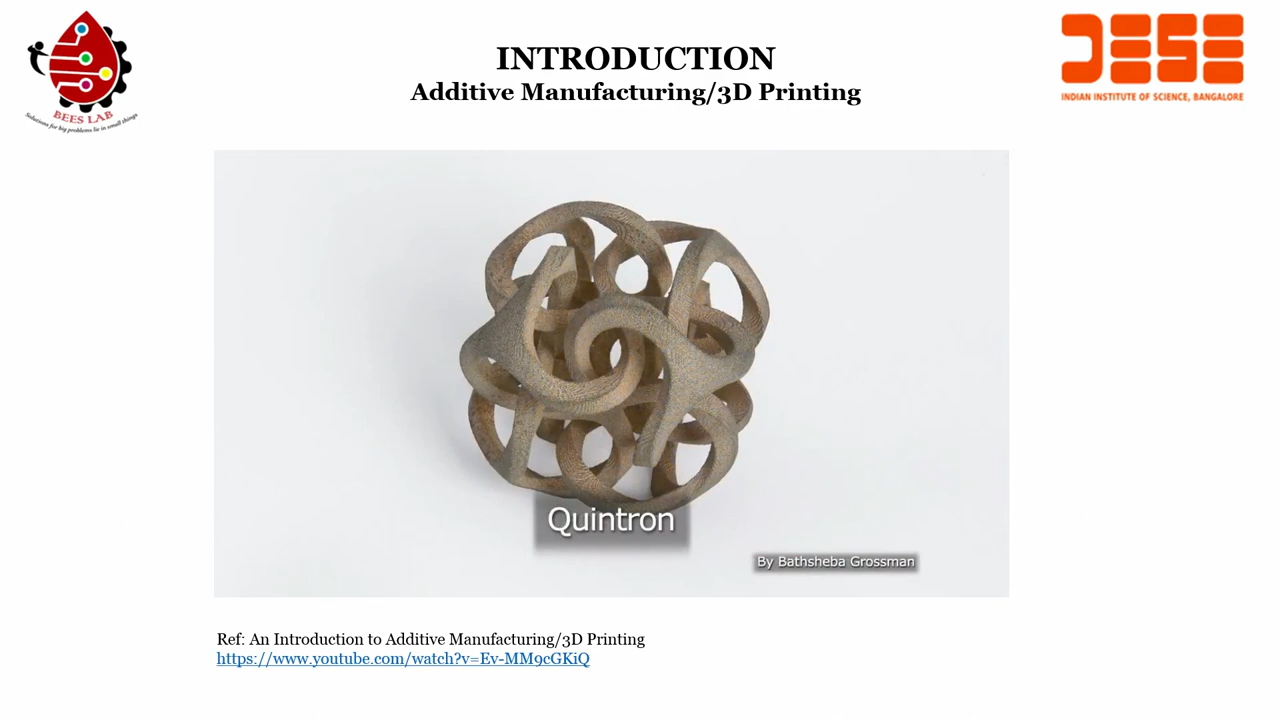 BEES LAB
Solutions for big problems lie in small things
INTRODUCTION
Additive Manufacturing/3D Printing
DESE
INDIAN INSTITUTE OF SCIENCE, BANGALORE
Quintron
By Bathsheba Grossman
Ref: An Introduction to Additive Manufacturing/3D Printing
https://www.youtube.com/watch?v=Ev-MM9cGKiQ